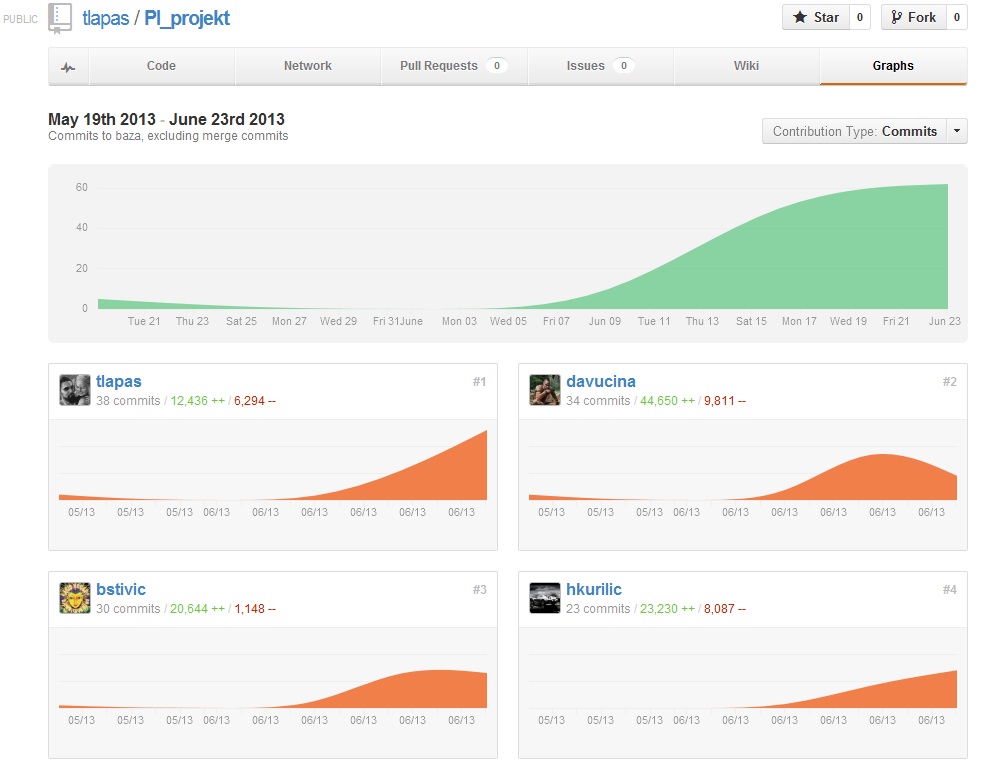 PUBLIC tlapas / PI_projekt Star 0 Fork 0
Code Network Pull Requests 0 Issues 0 Wiki Graphs
May 19th 2013 - June 23rd 2013
Commits to baza, excluding merge commits
Contribution Type: Commits
60
40
20
0
Tue 21 Thu 23 Sat 25 Mon 27 Wed 29 Fri 31 June Mon 03 Wed 05 Fri 07 Jun 09 Tue 11 Thu 13 Sat 15 Mon 17 Wed 19 Fri 21 Jun 23
tlapas #1
38 commits / 12,436 ++ / 6,294 --
05/13 05/13 05/13 06/13 06/13 06/13 06/13 06/13 06/13
davucina #2
34 commits / 44,650 ++ / 9,811 --
05/13 05/13 05/13 06/13 06/13 06/13 06/13 06/13 06/13
bstivic #3
30 commits / 20,644 ++ / 1,148 --
05/13 05/13 05/13 06/13 06/13 06/13 06/13 06/13 06/13
hkurilic #4
23 commits / 23,230 ++ / 8,087 --
05/13 05/13 05/13 06/13 06/13 06/13 06/13 06/13 06/13